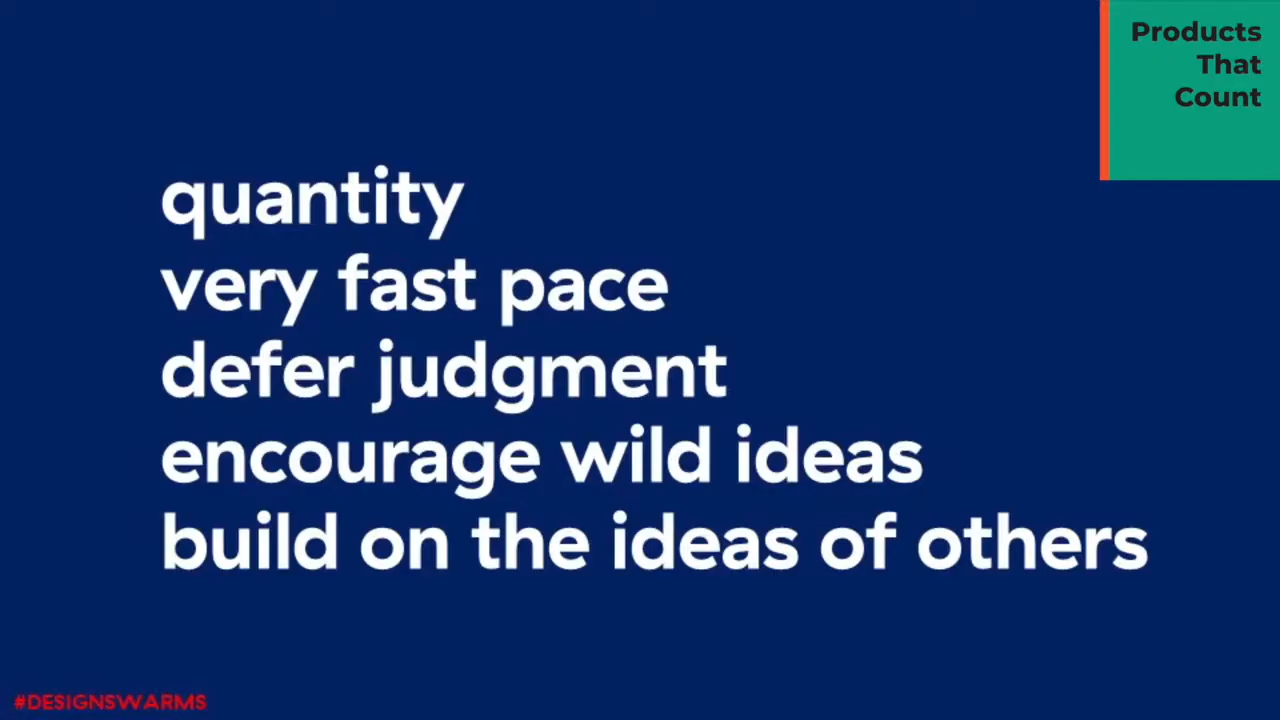 Products
That
Count
quantity
very fast pace
defer judgment
encourage wild ideas
build on the ideas of others
#DESIGNSWARMS